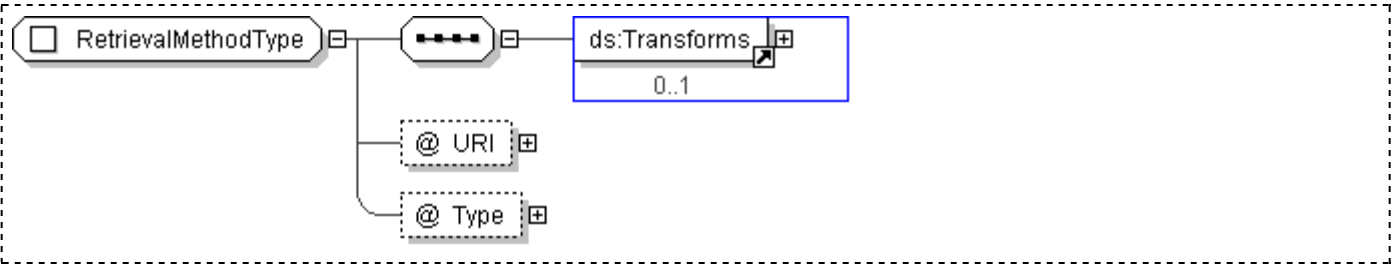 RetrievalMethodType
ds:Transforms
0..1
@ URI
@ Type